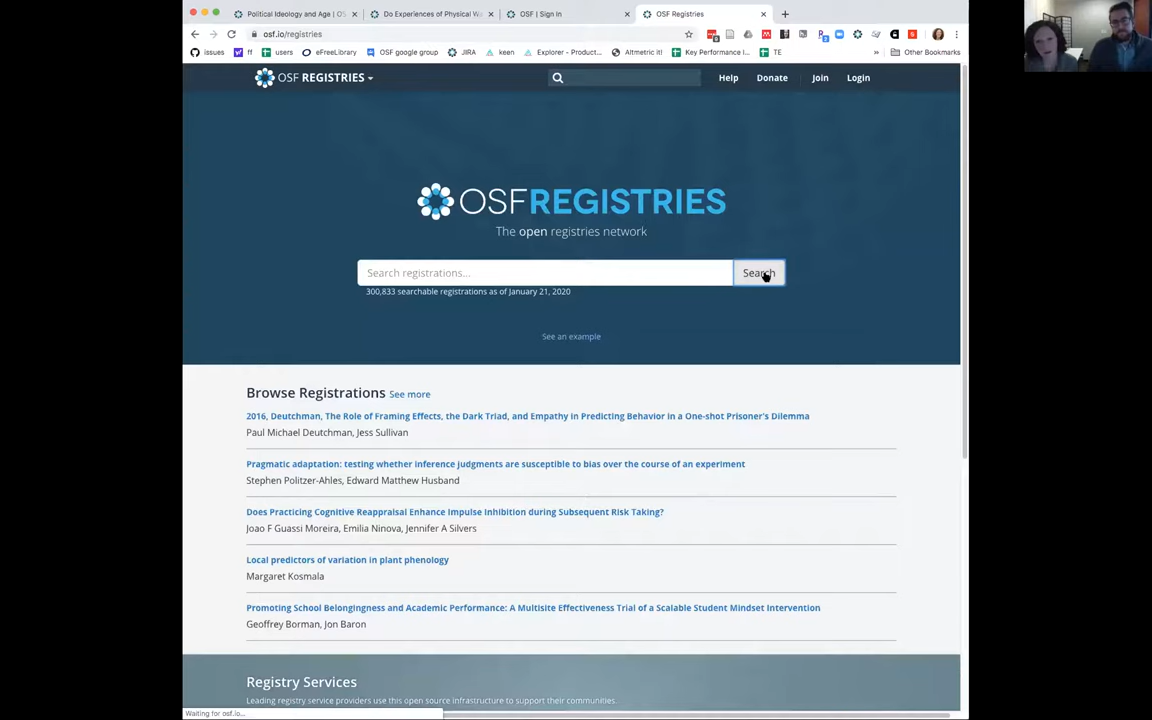 Political Ideology and Age | OS
Do Experiences of Physical Wa
OSF | Sign In
OSF Registries
osf.io/registries
issues
ff
users
eFreeLibrary
OSF google group
JIRA
keen
Explorer - Product...
Altmetric it!
Key Performance I...
TE
Other Bookmarks
OSF REGISTRIES
Help
Donate
Join
Login
OSFREGISTRIES
The open registries network
Search registrations...
Search
300,833 searchable registrations as of January 21, 2020
See an example
Browse Registrations See more
2016, Deutchman, The Role of Framing Effects, the Dark Triad, and Empathy in Predicting Behavior in a One-shot Prisoner's Dilemma
Paul Michael Deutchman, Jess Sullivan
Pragmatic adaptation: testing whether inference judgments are susceptible to bias over the course of an experiment
Stephen Politzer-Ahles, Edward Matthew Husband
Does Practicing Cognitive Reappraisal Enhance Impulse Inhibition during Subsequent Risk Taking?
Joao F Guassi Moreira, Emilia Ninova, Jennifer A Silvers
Local predictors of variation in plant phenology
Margaret Kosmala
Promoting School Belongingness and Academic Performance: A Multisite Effectiveness Trial of a Scalable Student Mindset Intervention
Geoffrey Borman, Jon Baron
Registry Services
Leading registry service providers use this open source infrastructure to support their communities.
Waiting for osf.io...